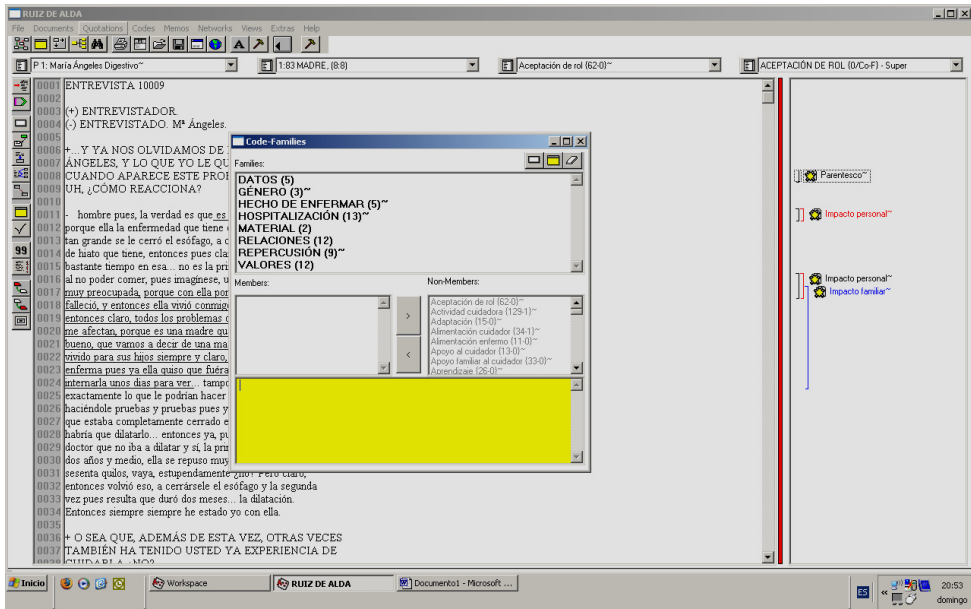 RUIZ DE ALDA
File Documents Quotations Codes Memos Networks Views Extras Help
P 1: María Ángeles Digestivo~
1:83 MADRE, (8:8)
Aceptación de rol {62-0}~
ACEPTACIÓN DE ROL (0/Co-F) - Super
0001 ENTREVISTA 10009
0002
0003 (+) ENTREVISTADOR.
0004 (-) ENTREVISTADO. Mª Ángeles.
0005
0006 +...Y YA NOS OLVIDAMOS DE
0007 ÁNGELES, Y LO QUE YO LE QU
0008 CUANDO APARECE ESTE PROB
0009 UH, ¿CÓMO REACCIONA?
0010
0011 - hombre pues, la verdad es que es
0012 porque ella la enfermedad que tiene
0013 tan grande se le cerró el esófago, a c
0014 de hiato que tiene, entonces pues cla
0015 bastante tiempo en esa... no es la pri
0016 al no poder comer, pues imagínese, u
0017 muy preocupada, porque con ella por
0018 falleció, y entonces ella vivió conmig
0019 entonces claro, todos los problemas
0020 me afectan, porque es una madre qu
0021 bueno, que vamos a decir de una ma
0022 vivido para sus hijos siempre y claro,
0023 enferma pues ya ella quiso que fuéra
0024 internarla unos dias para ver... tampo
0025 exactamente lo que le podrían hacer
0026 haciéndole pruebas y pruebas pues y
0027 que estaba completamente cerrado e
0028 habría que dilatarlo... entonces ya, pu
0029 doctor que no iba a dilatar y sí, la prin
0030 dos años y medio, ella se repuso muy
0031 sesenta quilos, vaya, estupendamente ¿no? Pero claro,
0032 entonces volvió eso, a cerrársele el esófago y la segunda
0033 vez pues resulta que duró dos meses... la dilatación.
0034 Entonces siempre siempre he estado yo con ella.
0035
0036 + O SEA QUE, ADEMÁS DE ESTA VEZ, OTRAS VECES
0037 TAMBIÉN HA TENIDO USTED YA EXPERIENCIA DE
0038 CUIDARLA ¿NO?
Code-Families
Families:
DATOS (5)
GÉNERO (3)~
HECHO DE ENFERMAR (5)~
HOSPITALIZACIÓN (13)~
MATERIAL (2)
RELACIONES (12)
REPERCUSIÓN (9)~
VALORES (12)
Members:
Non-Members:
>
<
Aceptación de rol {62-0}~
Actividad cuidadora {129-1}~
Adaptación {15-0}~
Alimentación cuidador {34-1}~
Alimentación enfermo {11-0}~
Apoyo al cuidador {13-0}~
Apoyo familiar al cuidador {33-0}~
Aprendizaje {26-0}~
Parentesco~
Impacto personal~
Impacto personal~
Impacto familiar~
99
Inicio
Workspace
RUIZ DE ALDA
Documento1 - Microsoft ...
ES
«
20:53
domingo